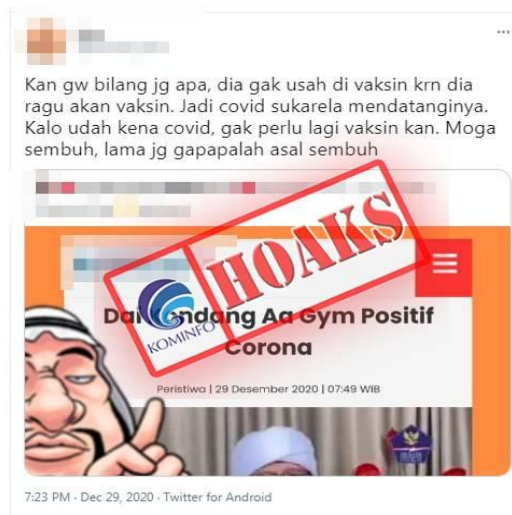 Kan gw bilang jg apa, dia gak usah di vaksin krn dia
ragu akan vaksin. Jadi covid sukarela mendatanginya.
Kalo udah kena covid, gak perlu lagi vaksin kan. Moga
sembuh, lama jg gapapalah asal sembuh
HOAKS
KOMINFO
Aa Gym Positif
Corona
Peristiwa | 29 Desember 2020 | 07:49 WIB
7:23 PM · Dec 29, 2020 · Twitter for Android